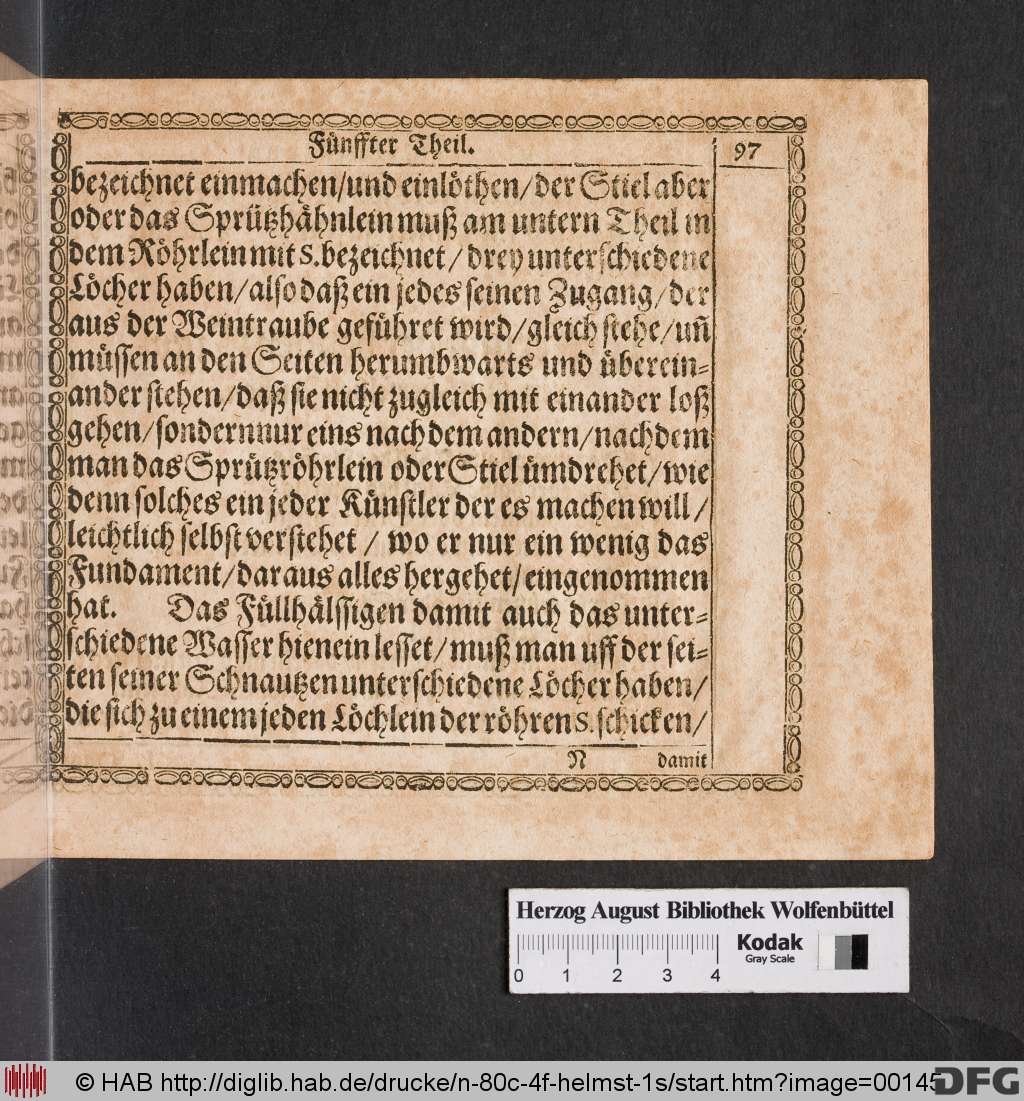 Fünffter Theil.
97
bezeichnet einmachen/und einlöthen/der Stiel aber
oder das Sprützhähnlein muß am untern Theil in
dem Röhrlein mit S. bezeichnet / drey unterschiedene
Löcher haben/also daß ein jedes seinen Zugang/der
aus der Weintraube geführet wird/gleich stehe/uñ
müssen an den Seiten herumbwarts und überein-
ander stehen/daß sie nicht zugleich mit einander loß
gehen/sondernnur eins nach dem andern/nach dem
man das Sprützröhrlein oder Stiel ümdrehet/wie
denn solches ein jeder Künstler der es machen will/
leichtlich selbst verstehet / wo er nur ein wenig das
Fundament/daraus alles hergehet/eingenommen
hat. Das Füllhälssigen damit auch das unter-
schiedene Wasser hienein lesset/muß man uff der sei-
ten seiner Schnautzen unterschiedene Löcher haben/
die sich zu einem jeden Löchlein der röhren S. schicken/
N damit
Herzog August Bibliothek Wolfenbüttel
Kodak
Gray Scale
0 1 2 3 4
© HAB http://diglib.hab.de/drucke/n-80c-4f-helmst-1s/start.htm?image=00145
DFG